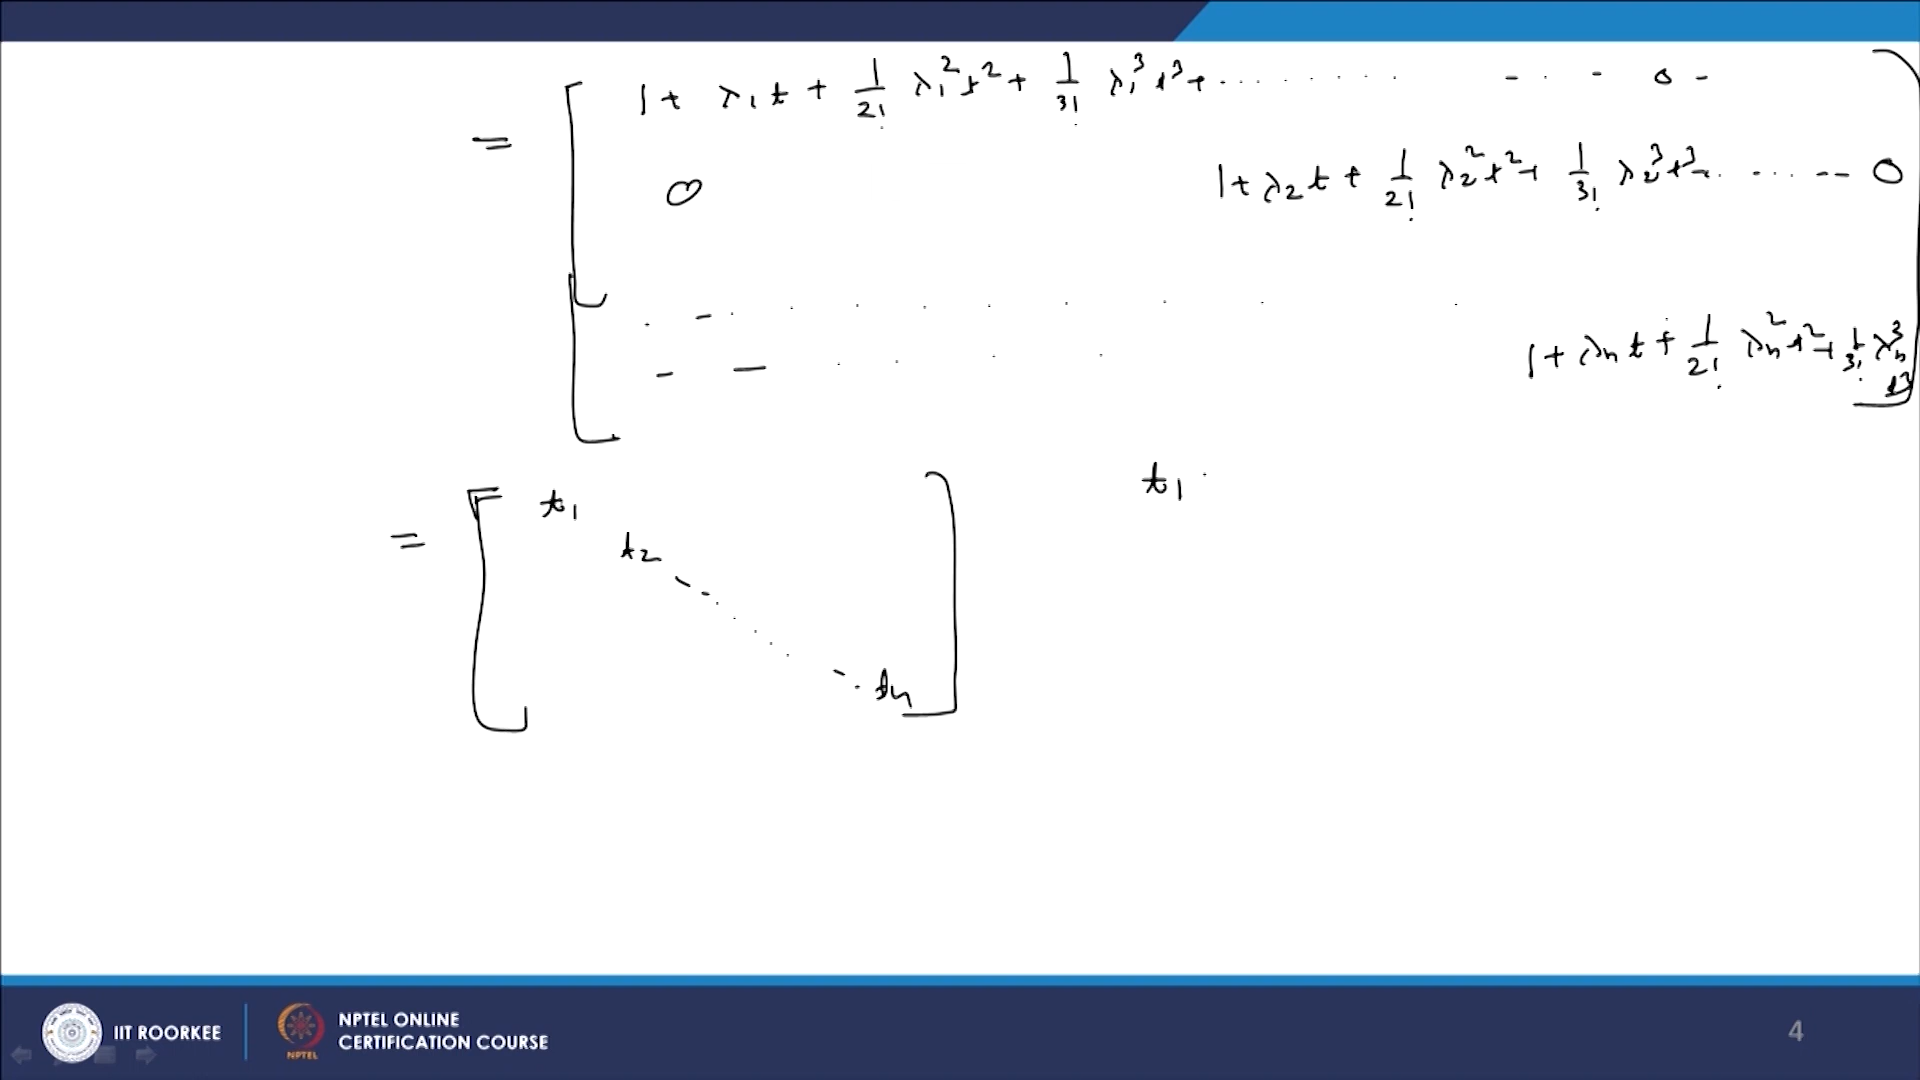 = [ 1 + λ₁t + 1/2! λ₁²t² + 1/3! λ₁³t³ + ........ - . - 0 -
0 1 + λ₂t + 1/2! λ₂²t² + 1/3! λ₂³t³ ..... -- 0
. - . . . . . . . . .
- — . . . . 1 + λₙt + 1/2! λₙ²t² + 1/3! λₙ³t³ ]
= [ t₁ t₂ ... tₙ ] t₁
IIT ROORKEE
NPTEL
NPTEL ONLINE
CERTIFICATION COURSE
4